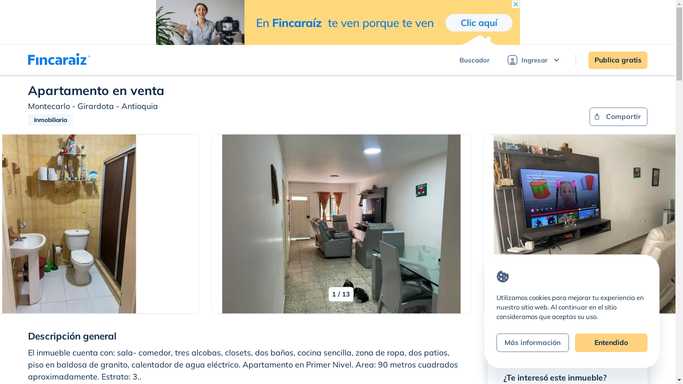 En Fincaraíz te ven porque te ven
Clic aquí
Fincaraíz
Buscador
Ingresar
Publica gratis
Apartamento en venta
Montecarlo - Girardota - Antioquia
Inmobiliaria
Compartir
1 / 13
Utilizamos cookies para mejorar tu experiencia en
nuestro sitio web. Al continuar en el sitio
consideramos que aceptas su uso.
Más información
Entendido
Descripción general
El inmueble cuenta con: sala- comedor, tres alcobas, closets, dos baños, cocina sencilla, zona de ropa, dos patios,
piso en baldosa de granito, calentador de agua eléctrico. Apartamento en Primer Nivel. Area: 90 metros cuadrados
aproximadamente. Estrato: 3..
¿Te interesó este inmueble?